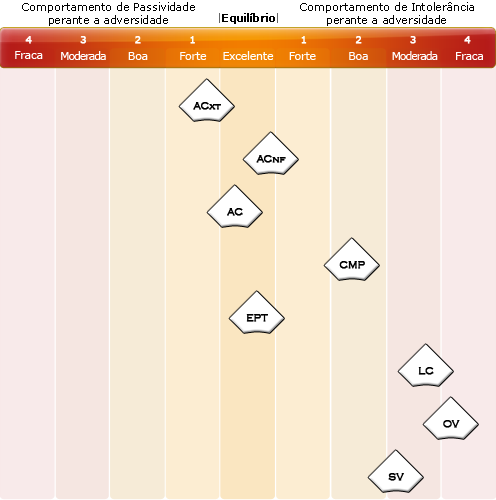 Comportamento de Passividade
perante a adversidade
|Equilíbrio|
Comportamento de Intolerância
perante a adversidade
4 3 2 1 1 2 3 4
Fraca Moderada Boa Forte Excelente Forte Boa Moderada Fraca
ACXT
ACNF
AC
CMP
EPT
LC
OV
SV